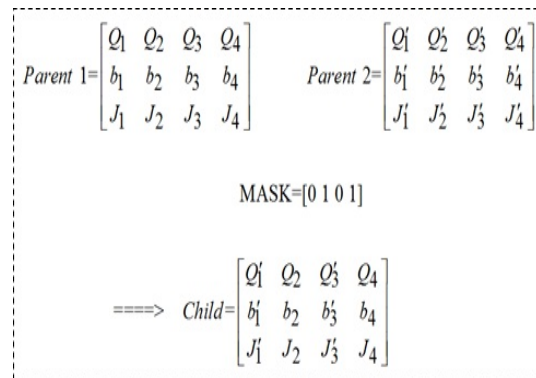 Parent 1= [Q₁ Q₂ Q₃ Q₄
b₁ b₂ b₃ b₄
J₁ J₂ J₃ J₄]
Parent 2= [Q′₁ Q′₂ Q′₃ Q′₄
b′₁ b′₂ b′₃ b′₄
J′₁ J′₂ J′₃ J′₄]
MASK=[0 1 0 1]
====> Child= [Q′₁ Q₂ Q′₃ Q₄
b′₁ b₂ b′₃ b₄
J′₁ J₂ J′₃ J₄]